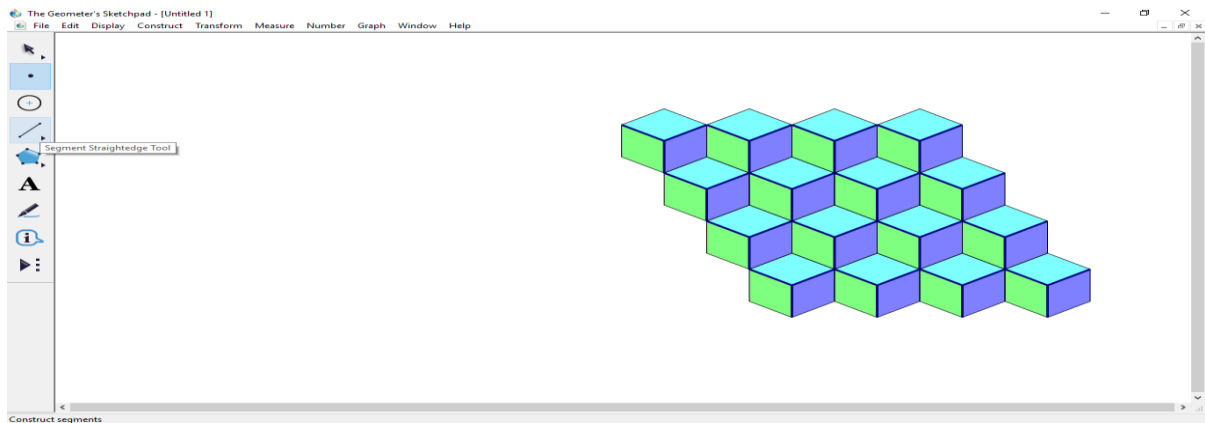 The Geometer's Sketchpad - [Untitled 1]
File Edit Display Construct Transform Measure Number Graph Window Help
Segment Straightedge Tool
A
Construct segments